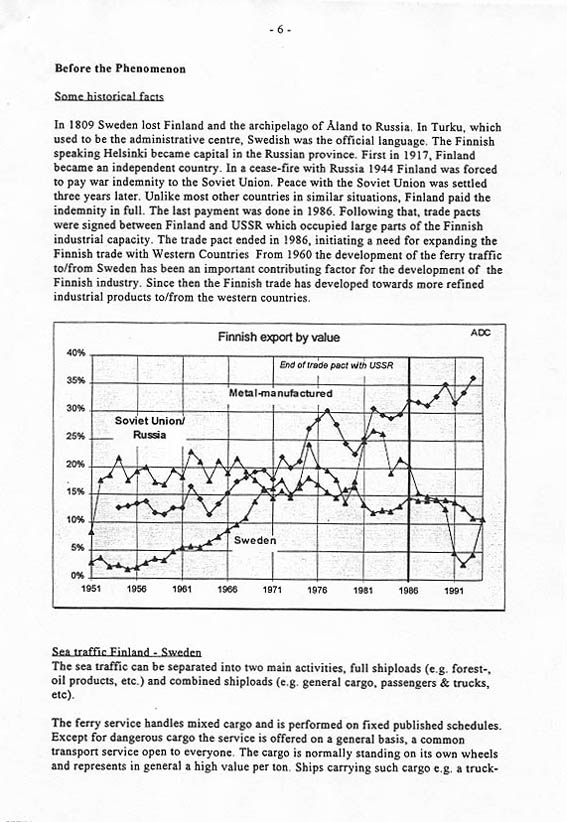 - 6 -
Before the Phenomenon
Some historical facts
In 1809 Sweden lost Finland and the archipelago of Åland to Russia. In Turku, which
used to be the administrative centre, Swedish was the official language. The Finnish
speaking Helsinki became capital in the Russian province. First in 1917, Finland
became an independent country. In a cease-fire with Russia 1944 Finland was forced
to pay war indemnity to the Soviet Union. Peace with the Soviet Union was settled
three years later. Unlike most other countries in similar situations, Finland paid the
indemnity in full. The last payment was done in 1986. Following that, trade pacts
were signed between Finland and USSR which occupied large parts of the Finnish
industrial capacity. The trade pact ended in 1986, initiating a need for expanding the
Finnish trade with Western Countries From 1960 the development of the ferry traffic
to/from Sweden has been an important contributing factor for the development of the
Finnish industry. Since then the Finnish trade has developed towards more refined
industrial products to/from the western countries.
Finnish export by value
ADC
40%
End of trade pact with USSR
35%
Metal-manufactured
30%
Soviet Union/
Russia
25%
20%
15%
10%
Sweden
5%
0%
1951 1956 1961 1966 1971 1976 1981 1986 1991
Sea traffic Finland - Sweden
The sea traffic can be separated into two main activities, full shiploads (e.g. forest-,
oil products, etc.) and combined shiploads (e.g. general cargo, passengers & trucks,
etc).
The ferry service handles mixed cargo and is performed on fixed published schedules.
Except for dangerous cargo the service is offered on a general basis, a common
transport service open to everyone. The cargo is normally standing on its own wheels
and represents in general a high value per ton. Ships carrying such cargo e.g. a truck-